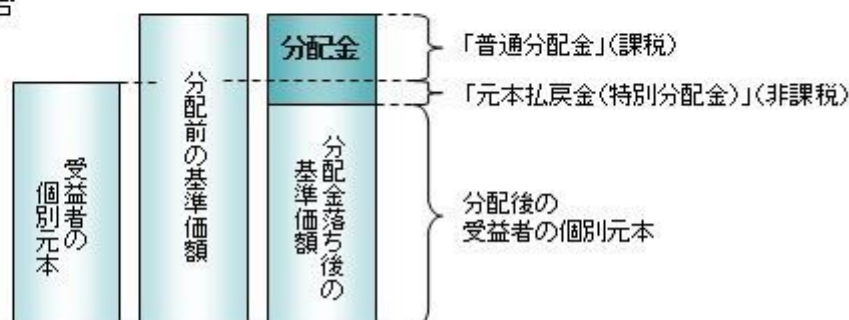 分配金
「普通分配金」(課税)
「元本払戻金(特別分配金)」(非課税)
受益者の
個別元本
分配前の基準価額
分配金落ち後の
基準価額
分配後の
受益者の個別元本